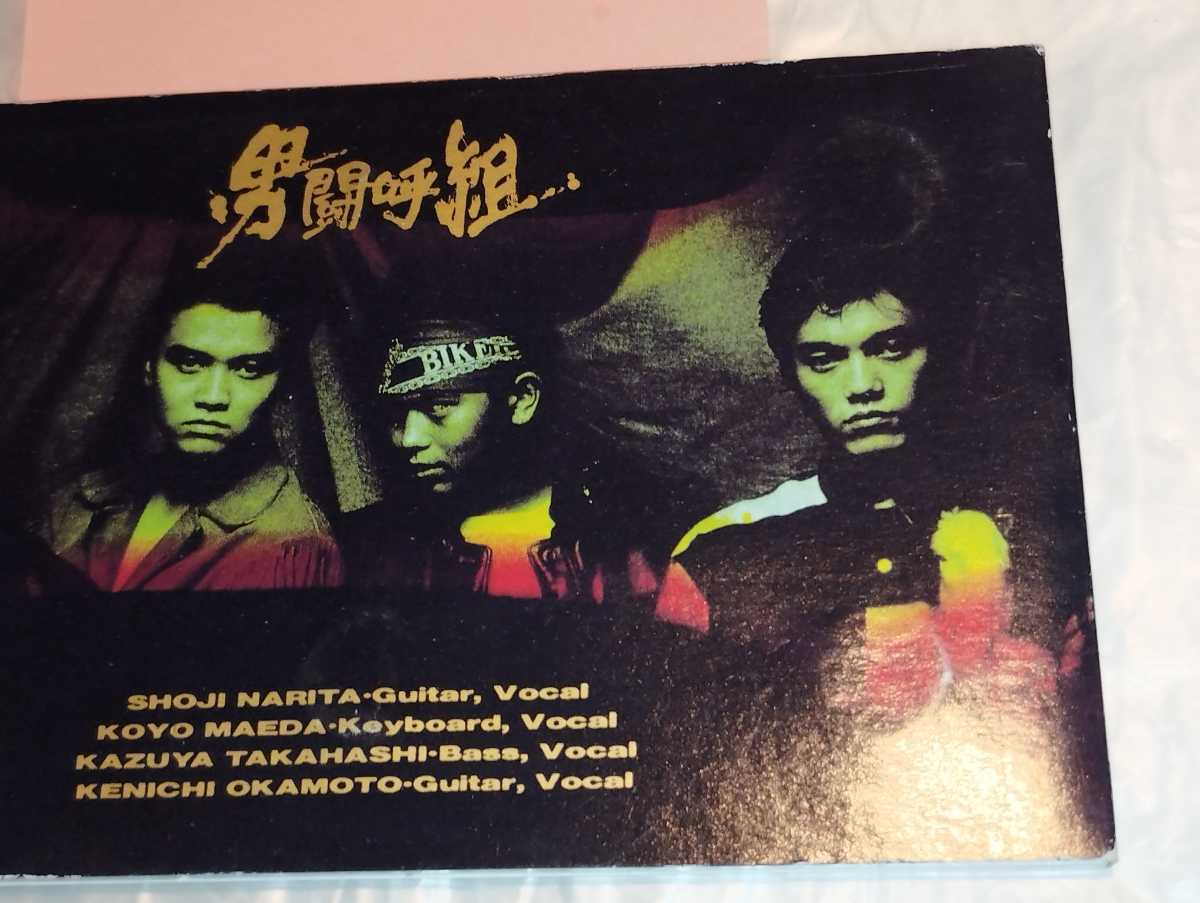 男闘呼組
BIKER
SHOJI NARITA·Guitar, Vocal
KOYO MAEDA·Keyboard, Vocal
KAZUYA TAKAHASHI·Bass, Vocal
KENICHI OKAMOTO·Guitar, Vocal